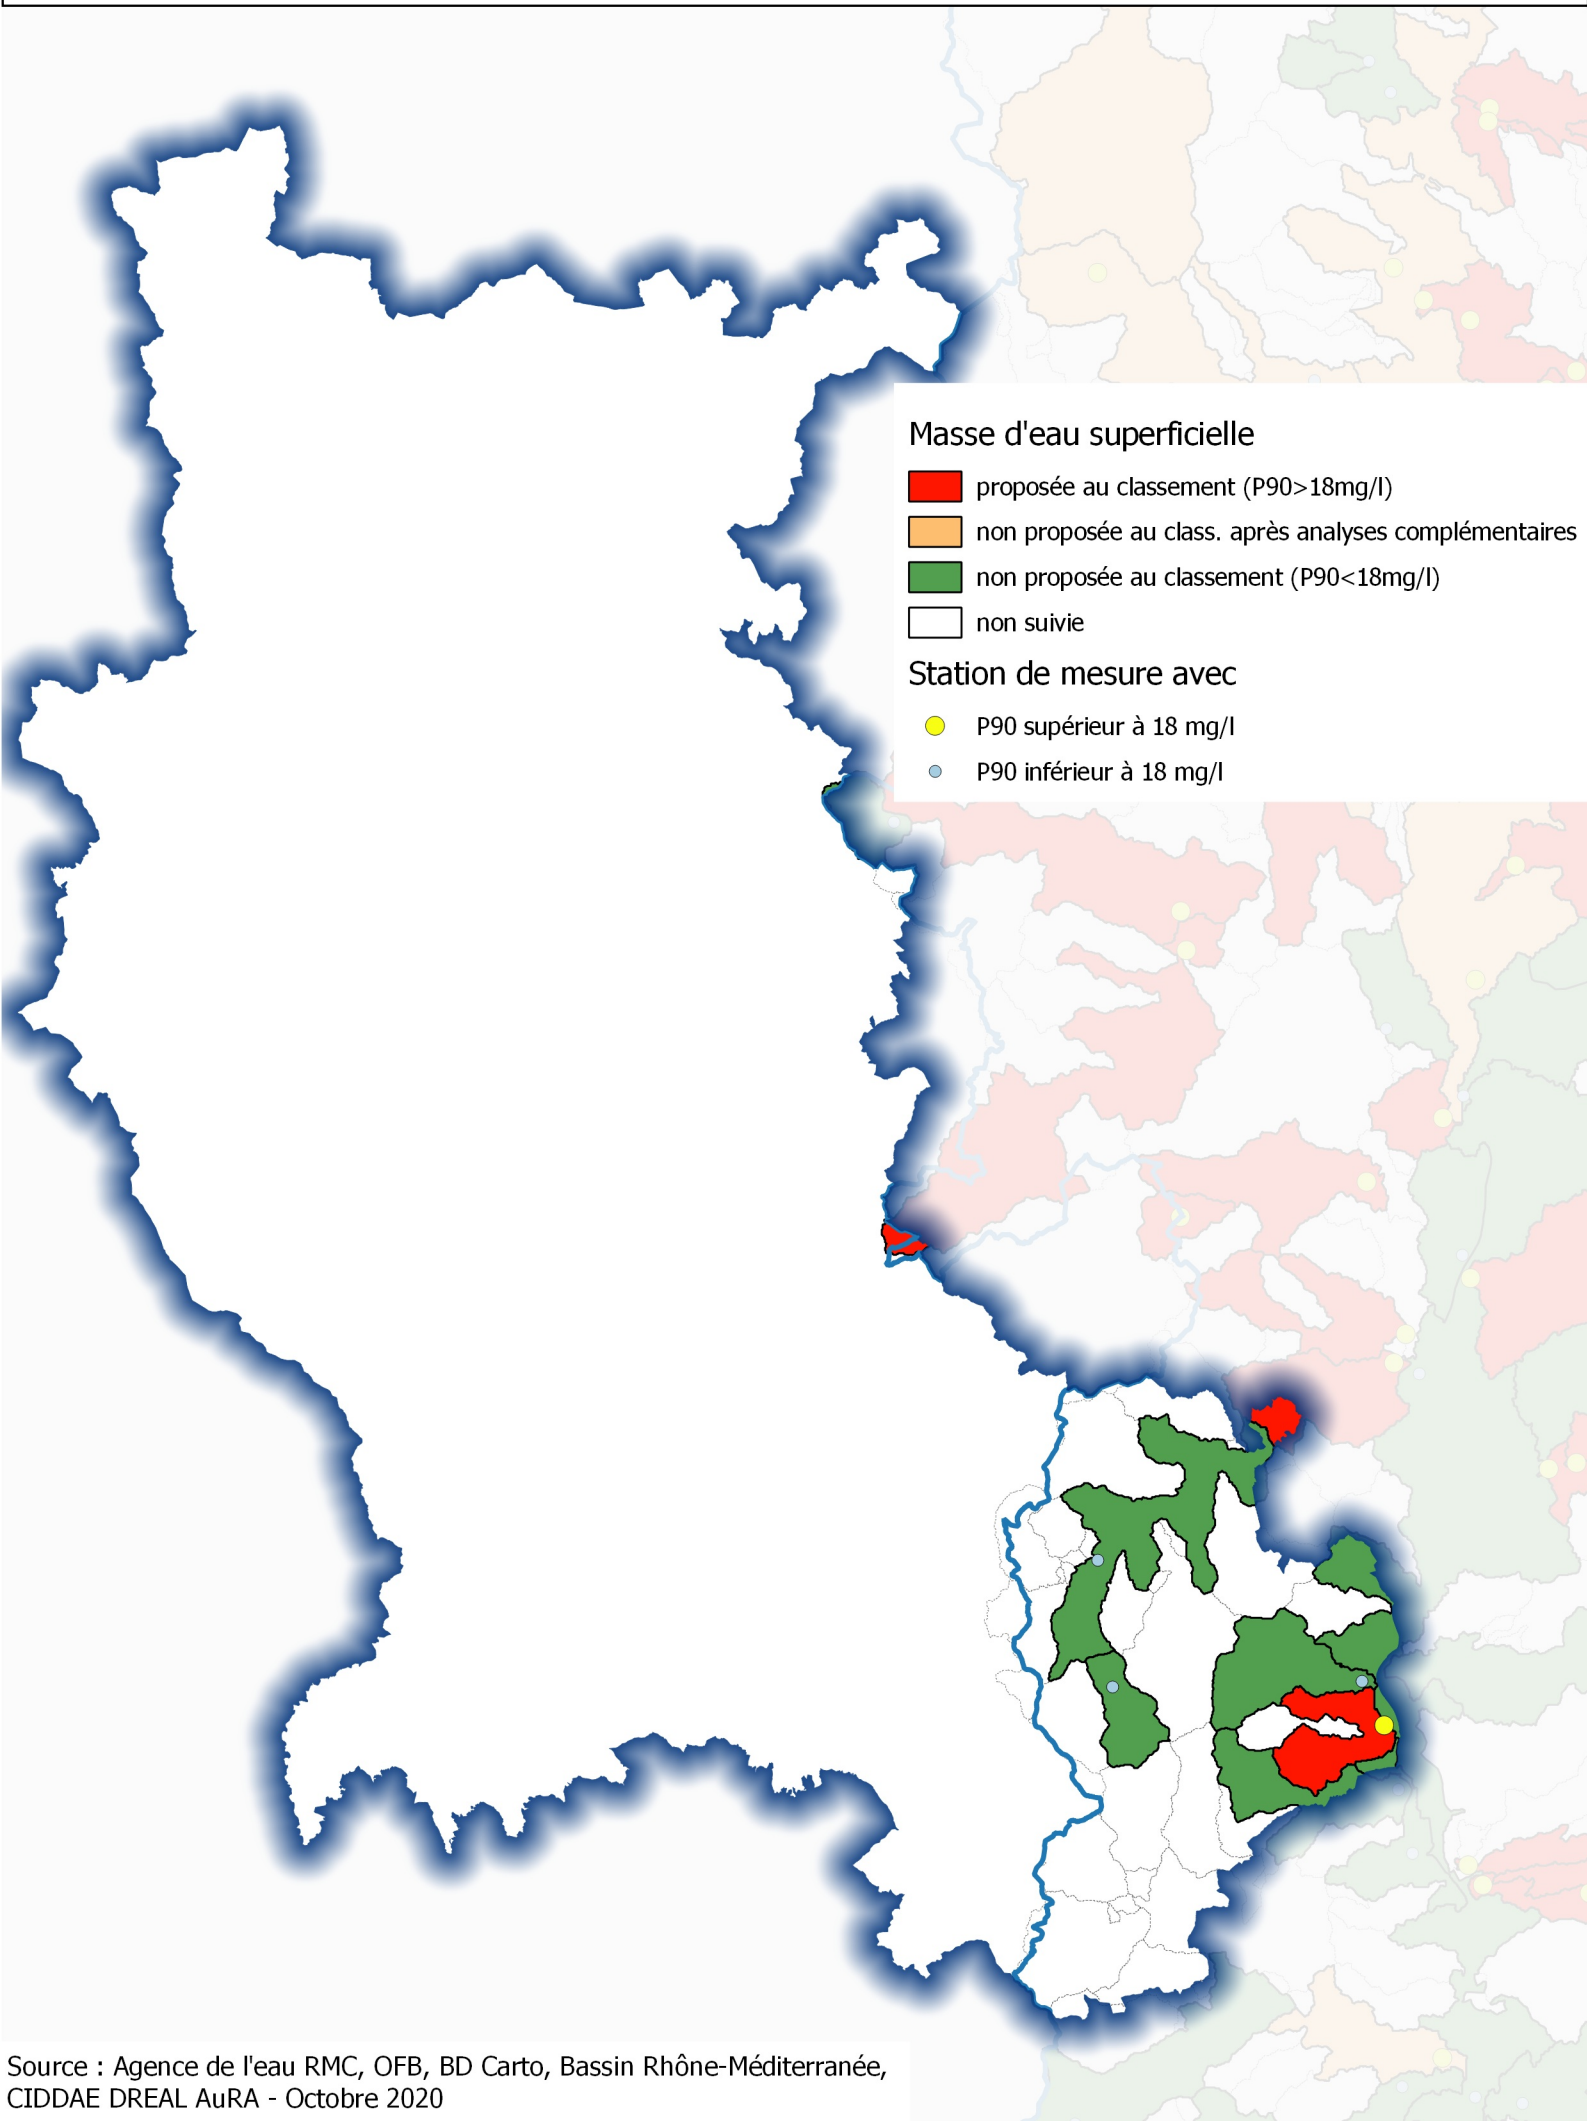 Masse d'eau superficielle
proposée au classement (P90>18mg/l)
non proposée au class. après analyses complémentaires
non proposée au classement (P90<18mg/l)
non suivie
Station de mesure avec
P90 supérieur à 18 mg/l
P90 inférieur à 18 mg/l
Source : Agence de l'eau RMC, OFB, BD Carto, Bassin Rhône-Méditerranée,
CIDDAE DREAL AuRA - Octobre 2020